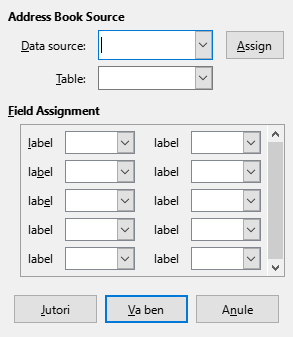 Address Book Source
Data source:
Assign
Table:
Field Assignment
label label
label label
label label
label label
label label
Jutori Va ben Anule